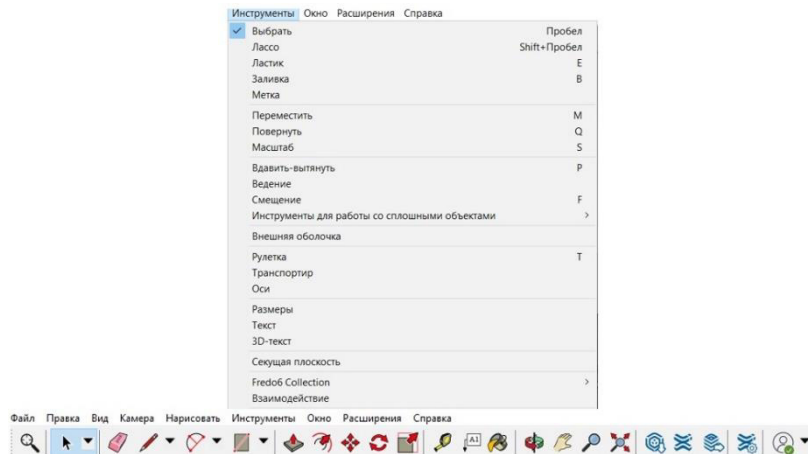 Инструменты Окно Расширения Справка
Выбрать Пробел
Лассо Shift+Пробел
Ластик E
Заливка B
Метка
Переместить M
Повернуть Q
Масштаб S
Вдавить-вытянуть P
Ведение
Смещение F
Инструменты для работы со сплошными объектами
Внешняя оболочка
Рулетка T
Транспортир
Оси
Размеры
Текст
3D-текст
Секущая плоскость
Fredo6 Collection
Взаимодействие
Файл Правка Вид Камера Нарисовать Инструменты Окно Расширения Справка
A1